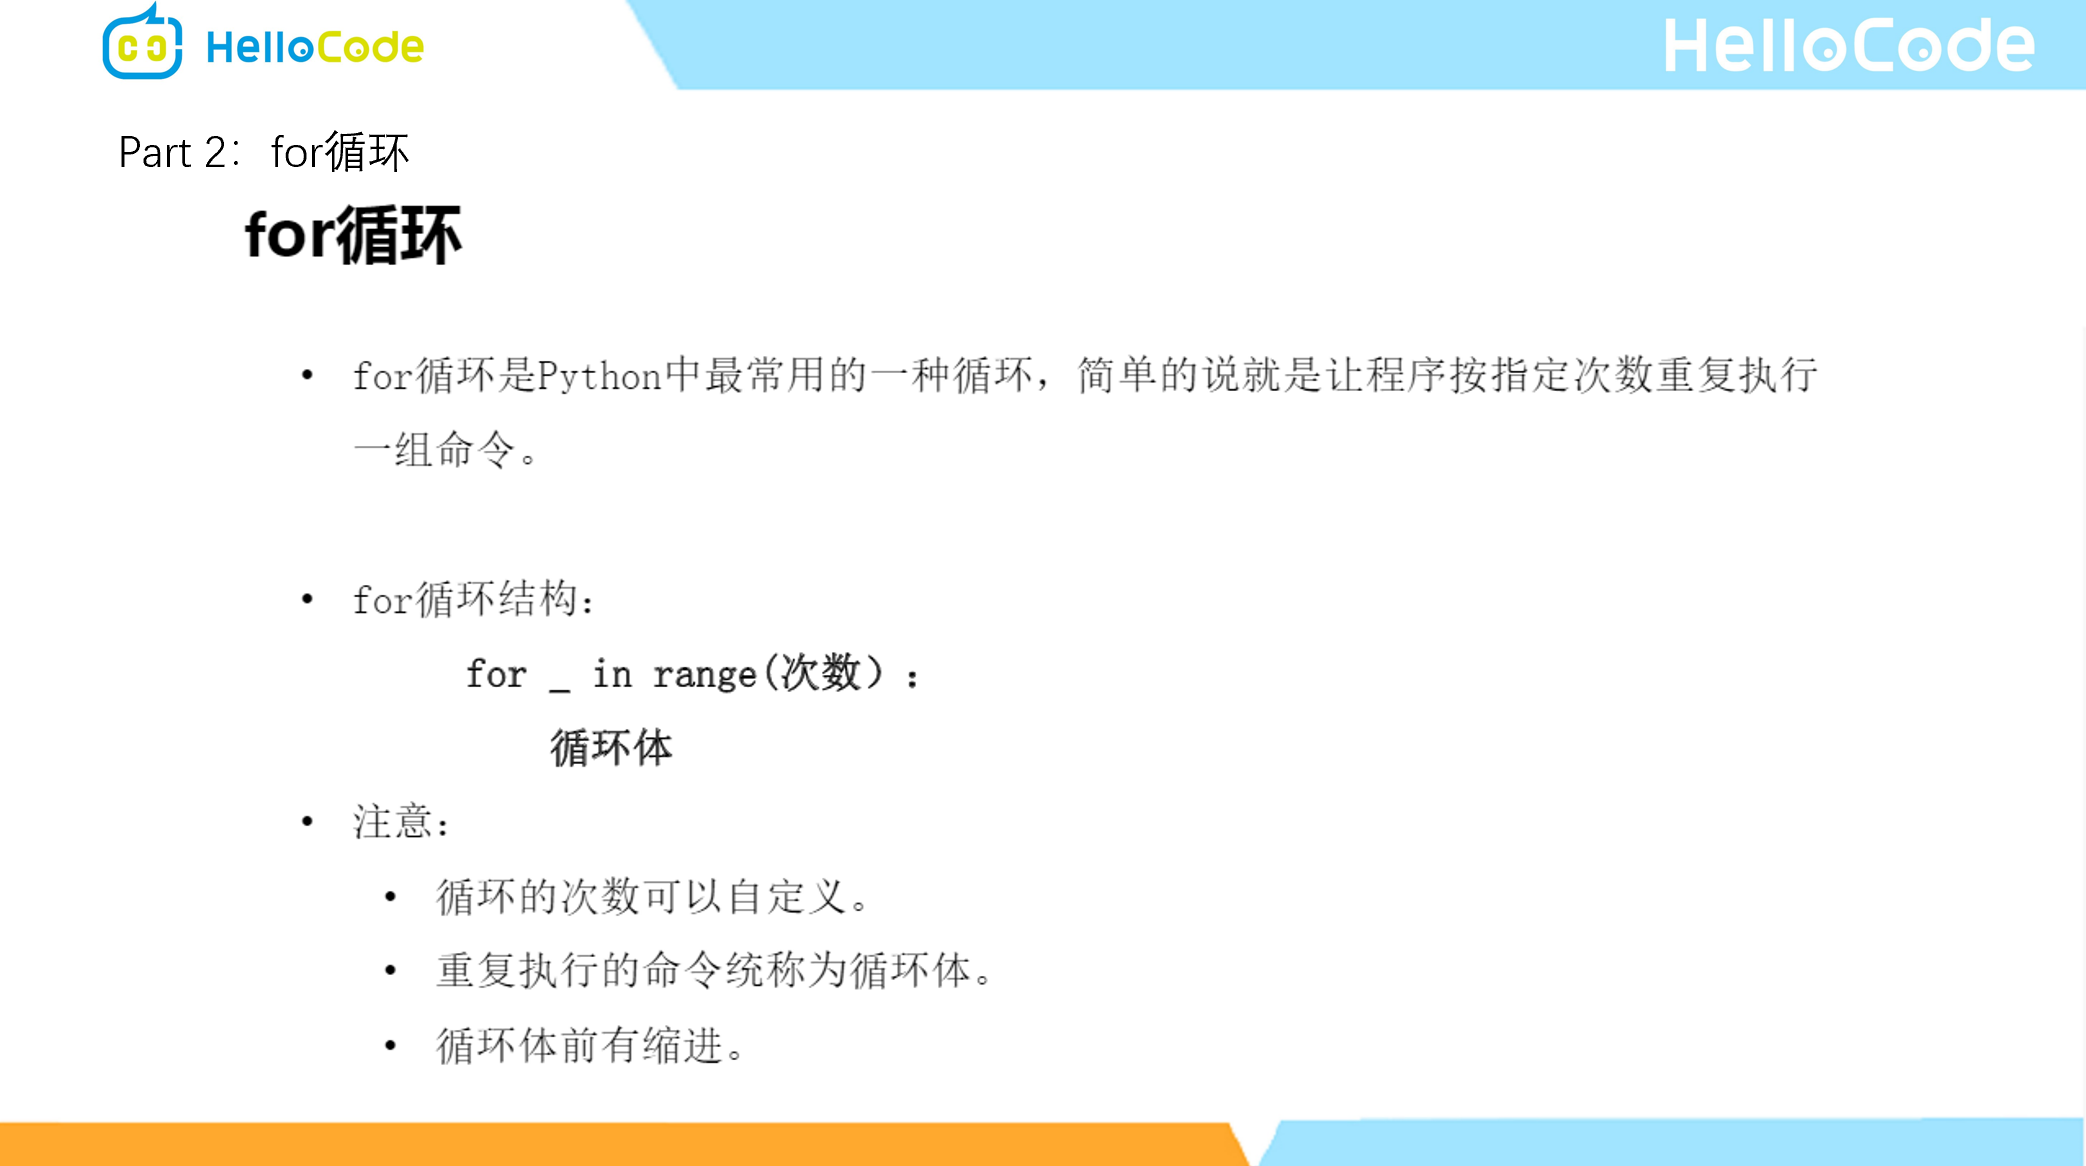 HelloCode
HelloCode
Part 2：for循环
for循环
• for循环是Python中最常用的一种循环，简单的说就是让程序按指定次数重复执行
一组命令。
• for循环结构：
for _ in range(次数）：
循环体
• 注意：
• 循环的次数可以自定义。
• 重复执行的命令统称为循环体。
• 循环体前有缩进。